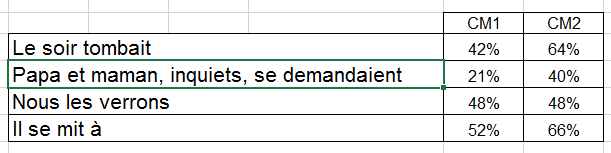 CM1 CM2
Le soir tombait 42% 64%
Papa et maman, inquiets, se demandaient 21% 40%
Nous les verrons 48% 48%
Il se mit à 52% 66%